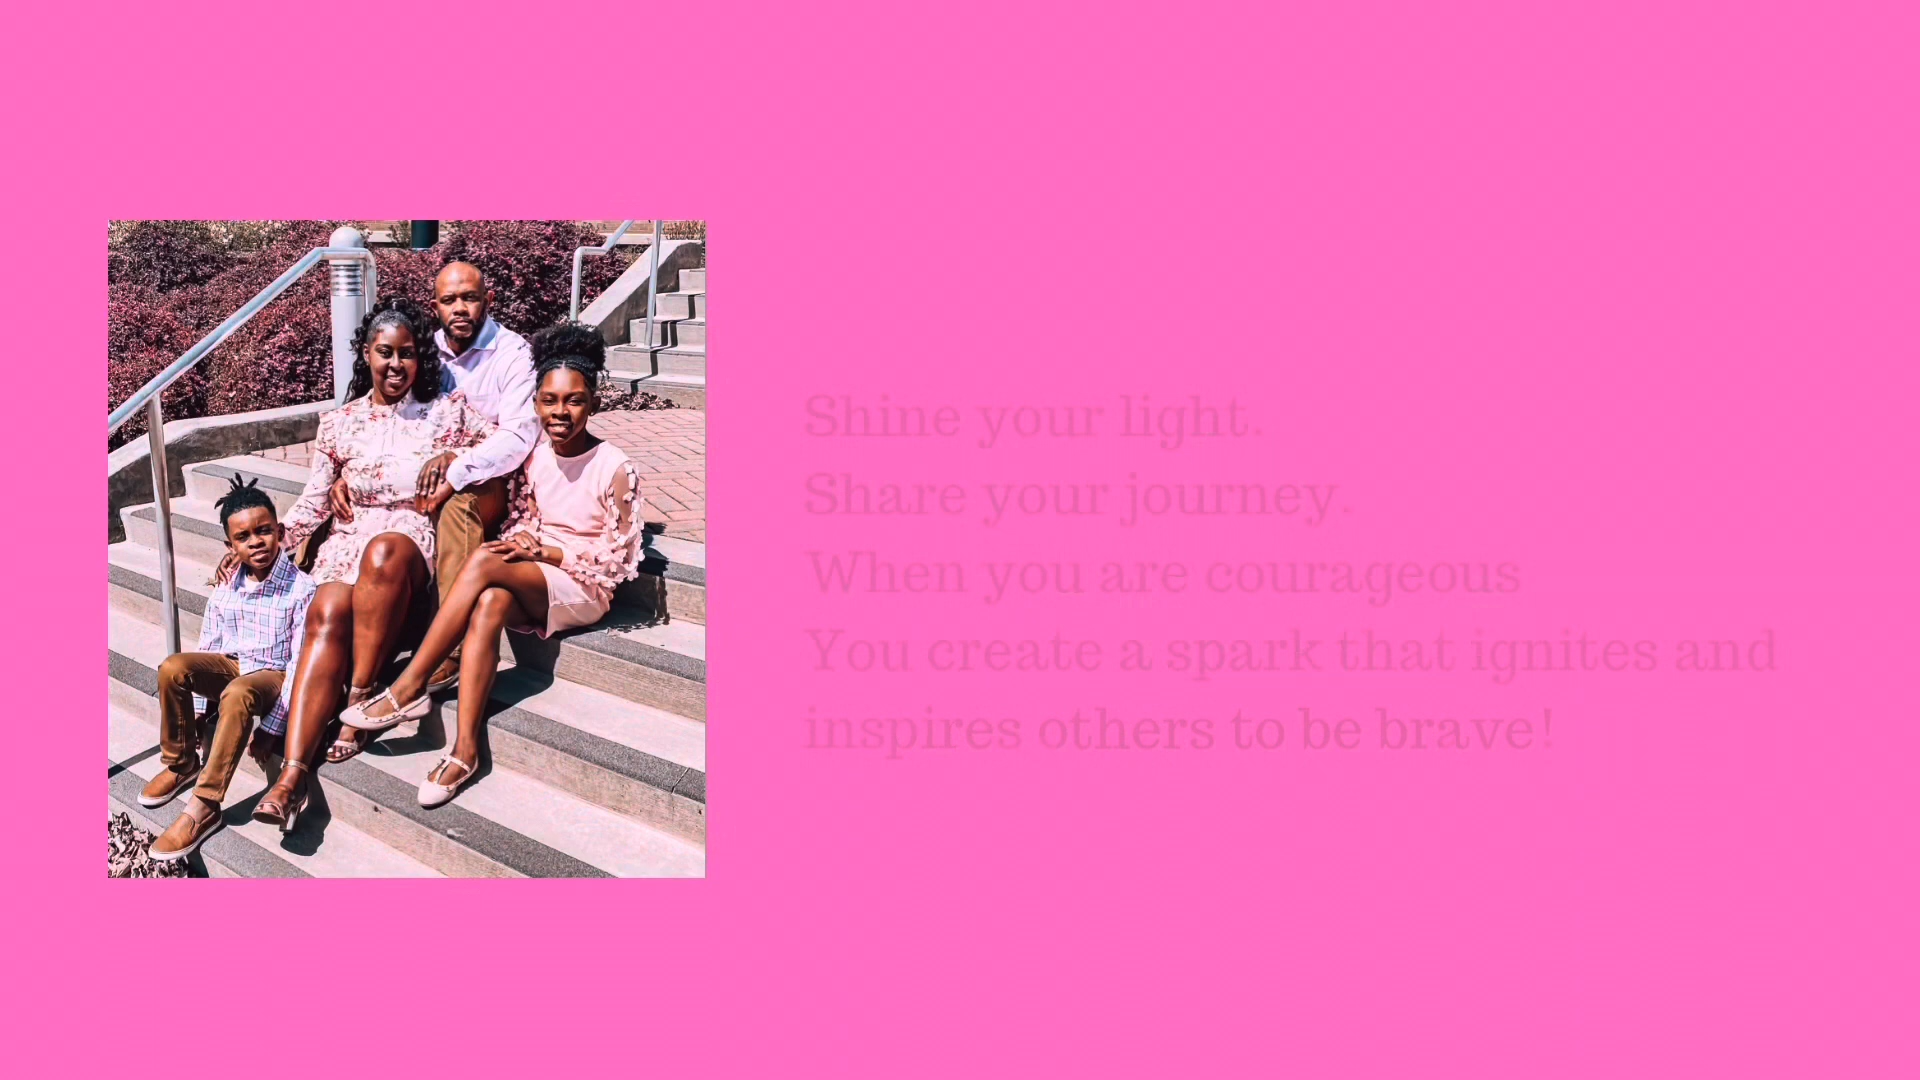 Shine your light.
Share your journey.
When you are courageous
You create a spark that ignites and
inspires others to be brave!